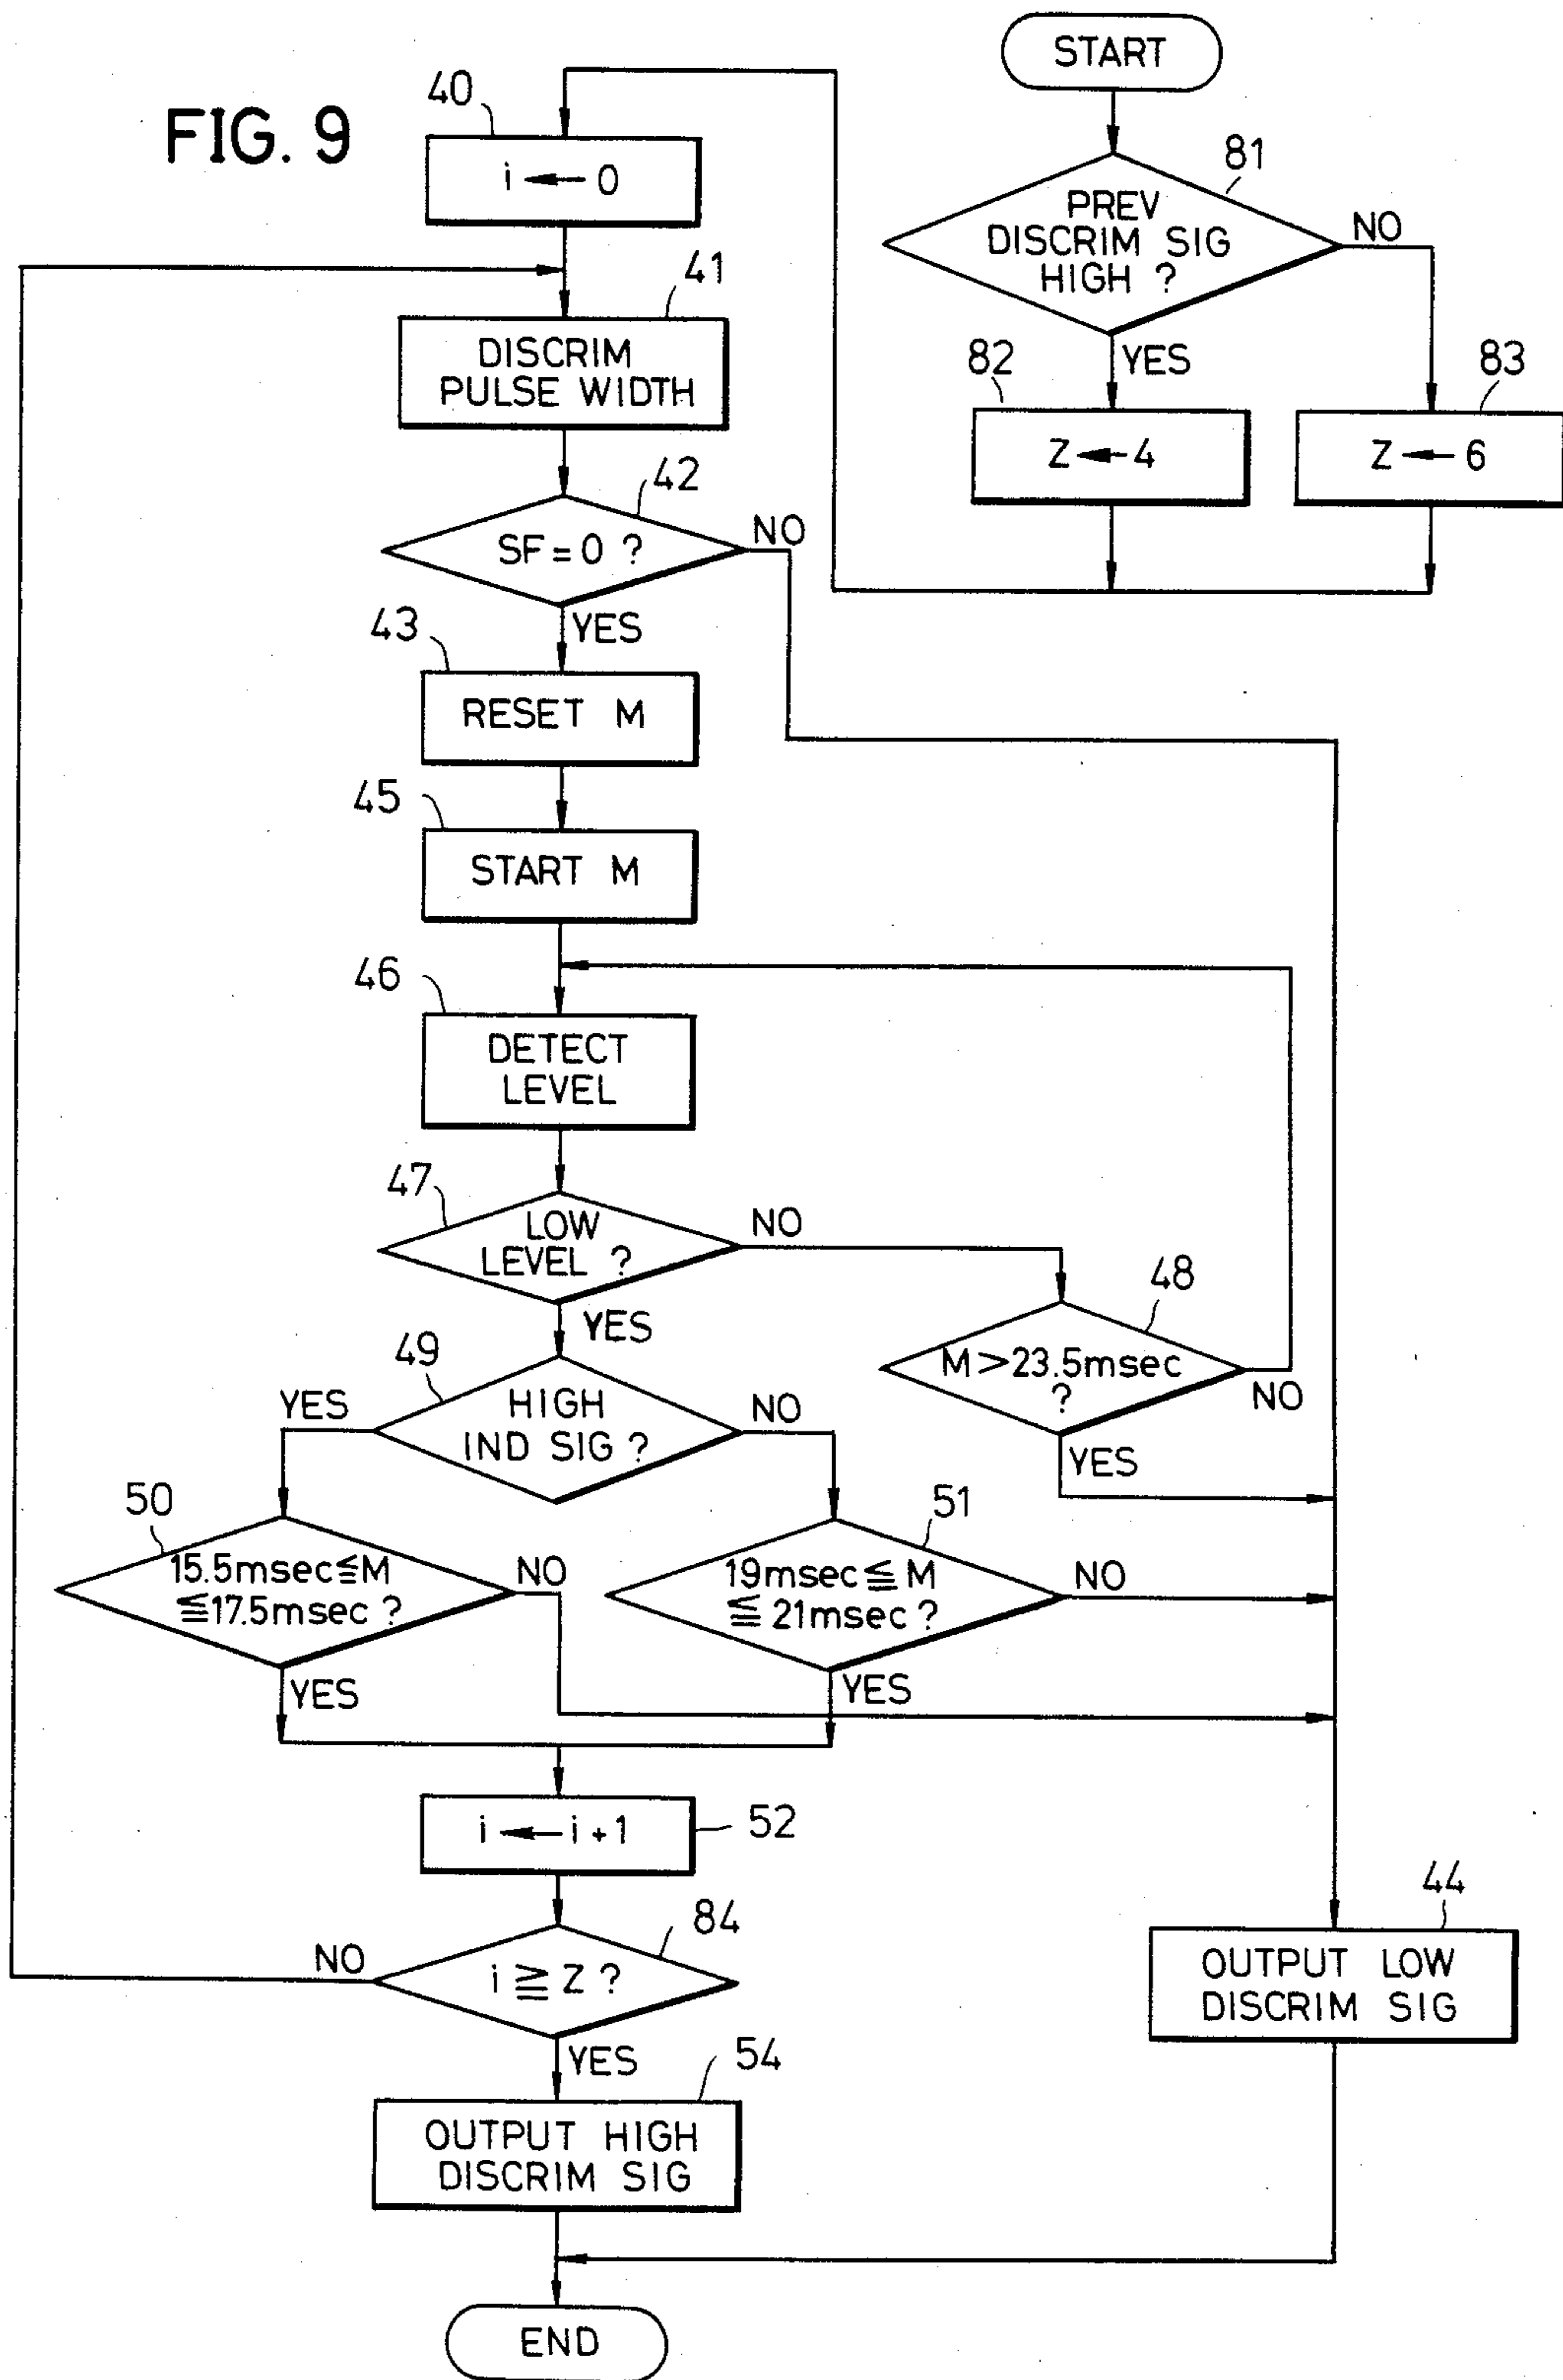 FIG. 9
START
81
PREV
DISCRIM SIG
HIGH ?
NO
YES
82
Z ← 4
83
Z ← 6
40
i ← 0
41
DISCRIM
PULSE WIDTH
42
SF = 0 ?
NO
YES
43
RESET M
45
START M
46
DETECT
LEVEL
47
LOW
LEVEL ?
NO
YES
48
M > 23.5msec
?
NO
YES
49
HIGH
IND SIG ?
YES
NO
50
15.5msec ≦ M
≦ 17.5msec ?
NO
YES
51
19msec ≦ M
≦ 21msec ?
NO
YES
i ← i + 1
52
84
i ≧ Z ?
NO
YES
44
OUTPUT LOW
DISCRIM SIG
54
OUTPUT HIGH
DISCRIM SIG
END